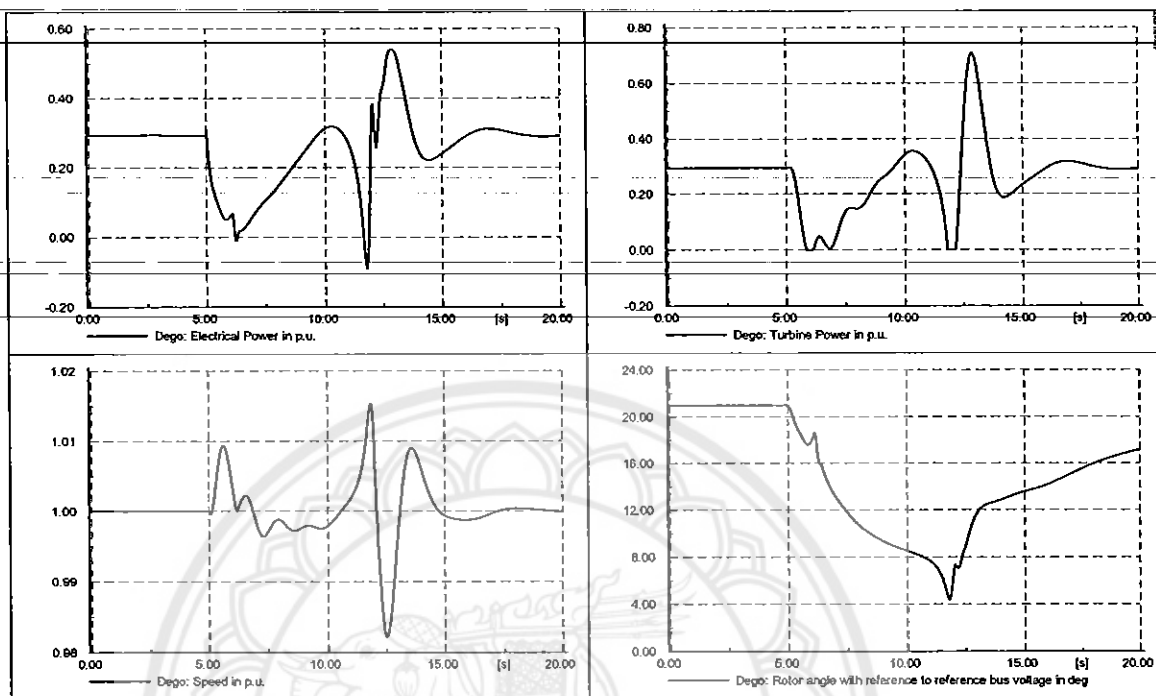 0.60
0.40
0.20
0.00
-0.20
0.00 5.00 10.00 15.00 [s] 20.00
Dego: Electrical Power in p.u.
0.80
0.60
0.40
0.20
0.00
-0.20
0.00 5.00 10.00 15.00 [s] 20.00
Dego: Turbine Power in p.u.
1.02
1.01
1.00
0.99
0.98
0.00 5.00 10.00 15.00 [s] 20.00
Dego: Speed in p.u.
24.00
20.00
16.00
12.00
8.00
4.00
0.00
0.00 5.00 10.00 15.00 [s] 20.00
Dego: Rotor angle with reference to reference bus voltage in deg